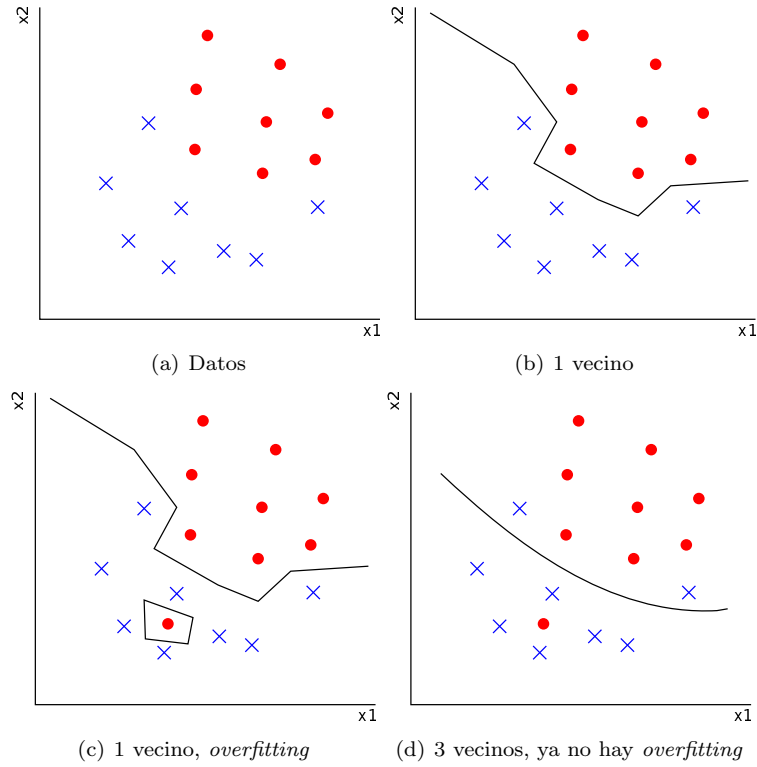 x2
x1
(a) Datos
x2
x1
(b) 1 vecino
x2
x1
(c) 1 vecino, overfitting
x2
x1
(d) 3 vecinos, ya no hay overfitting